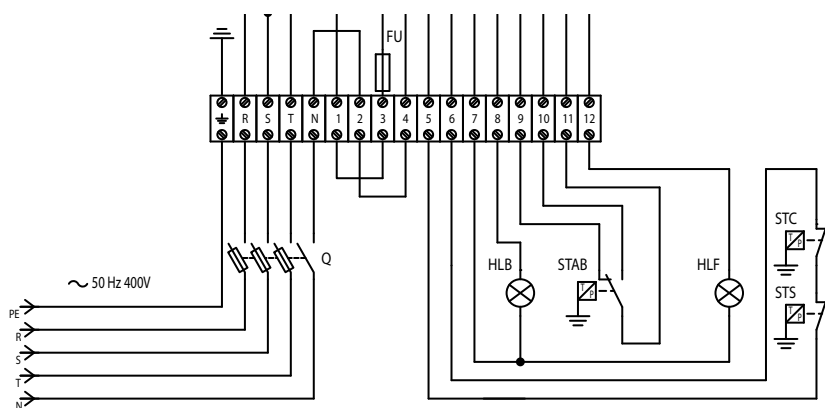 FU
R S T N 1 2 3 4 5 6 7 8 9 10 11 12
STC
T P
Q
HLB
STAB
HLF
T P
STS
T P
~ 50 Hz 400V
PE
R
S
T
N